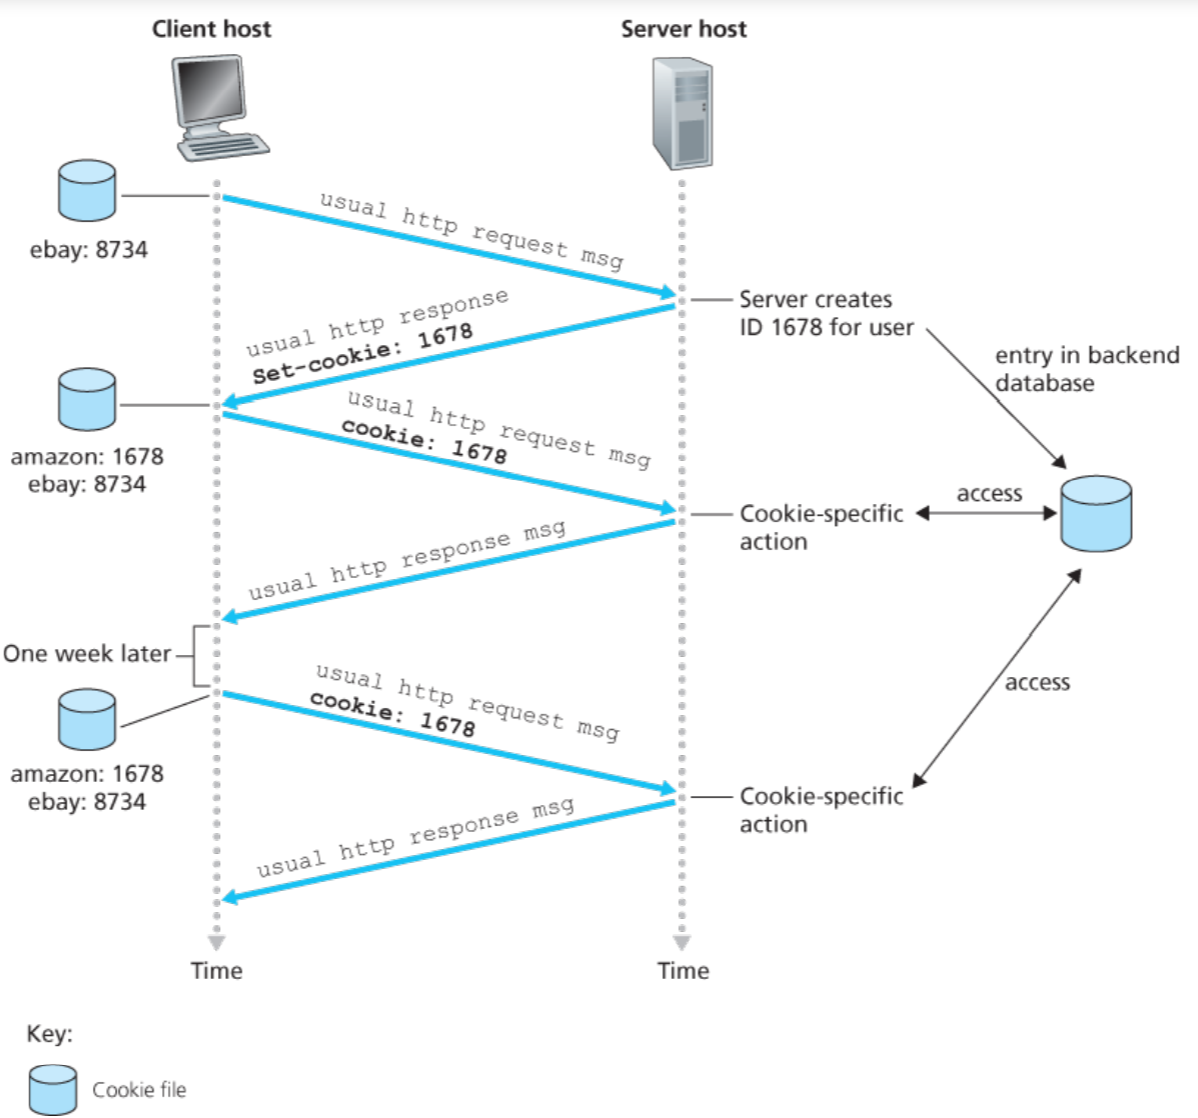 Client host
Server host
ebay: 8734
usual http request msg
Server creates
ID 1678 for user
entry in backend
database
usual http response
Set-cookie: 1678
amazon: 1678
ebay: 8734
usual http request msg
cookie: 1678
access
Cookie-specific
action
usual http response msg
One week later
usual http request msg
cookie: 1678
access
amazon: 1678
ebay: 8734
Cookie-specific
action
usual http response msg
Time
Time
Key:
Cookie file